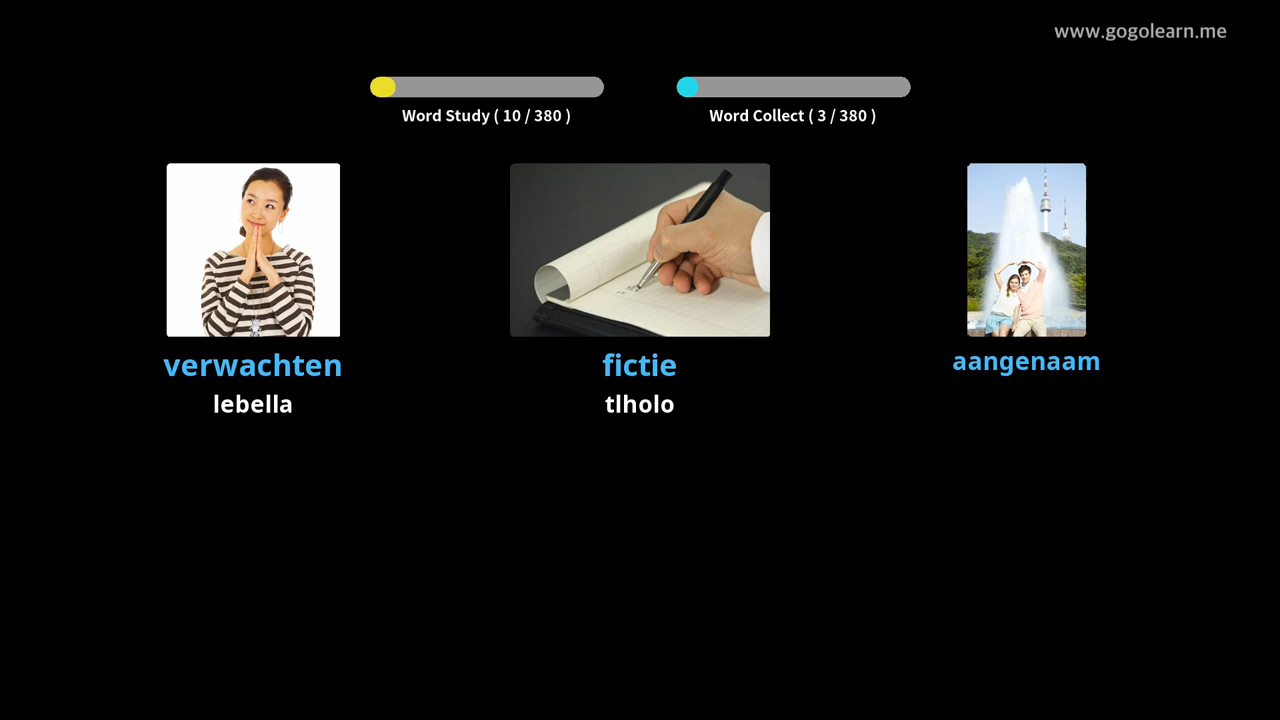 www.gogolearn.me
Word Study ( 10 / 380 )
Word Collect ( 3 / 380 )
verwachten
lebella
fictie
tlholo
aangenaam